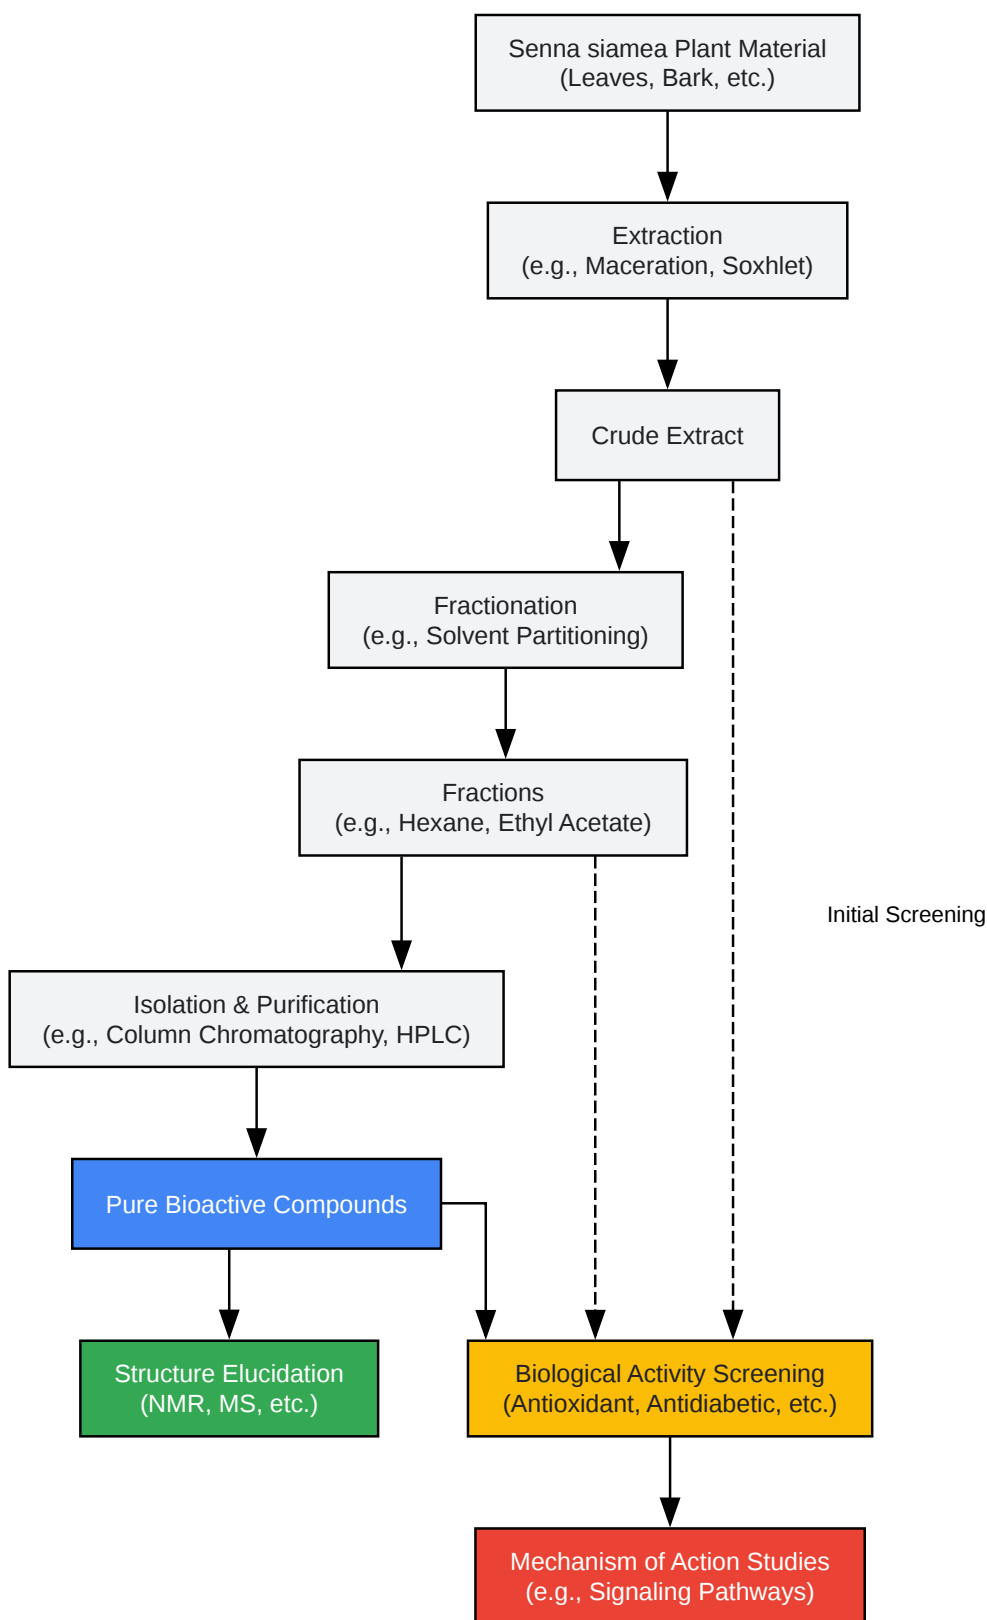 Senna siamea Plant Material
(Leaves, Bark, etc.)
Extraction
(e.g., Maceration, Soxhlet)
Crude Extract
Fractionation
(e.g., Solvent Partitioning)
Fractions
(e.g., Hexane, Ethyl Acetate)
Initial Screening
Isolation & Purification
(e.g., Column Chromatography, HPLC)
Pure Bioactive Compounds
Structure Elucidation
(NMR, MS, etc.)
Biological Activity Screening
(Antioxidant, Antidiabetic, etc.)
Mechanism of Action Studies
(e.g., Signaling Pathways)